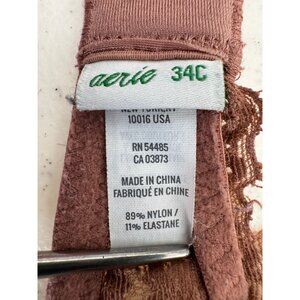 aerie 34C
NEW YORK NY
10016 USA
RN 54485
CA 03873
MADE IN CHINA
FABRIQUÉ EN CHINE
89% NYLON /
11% ELASTANE